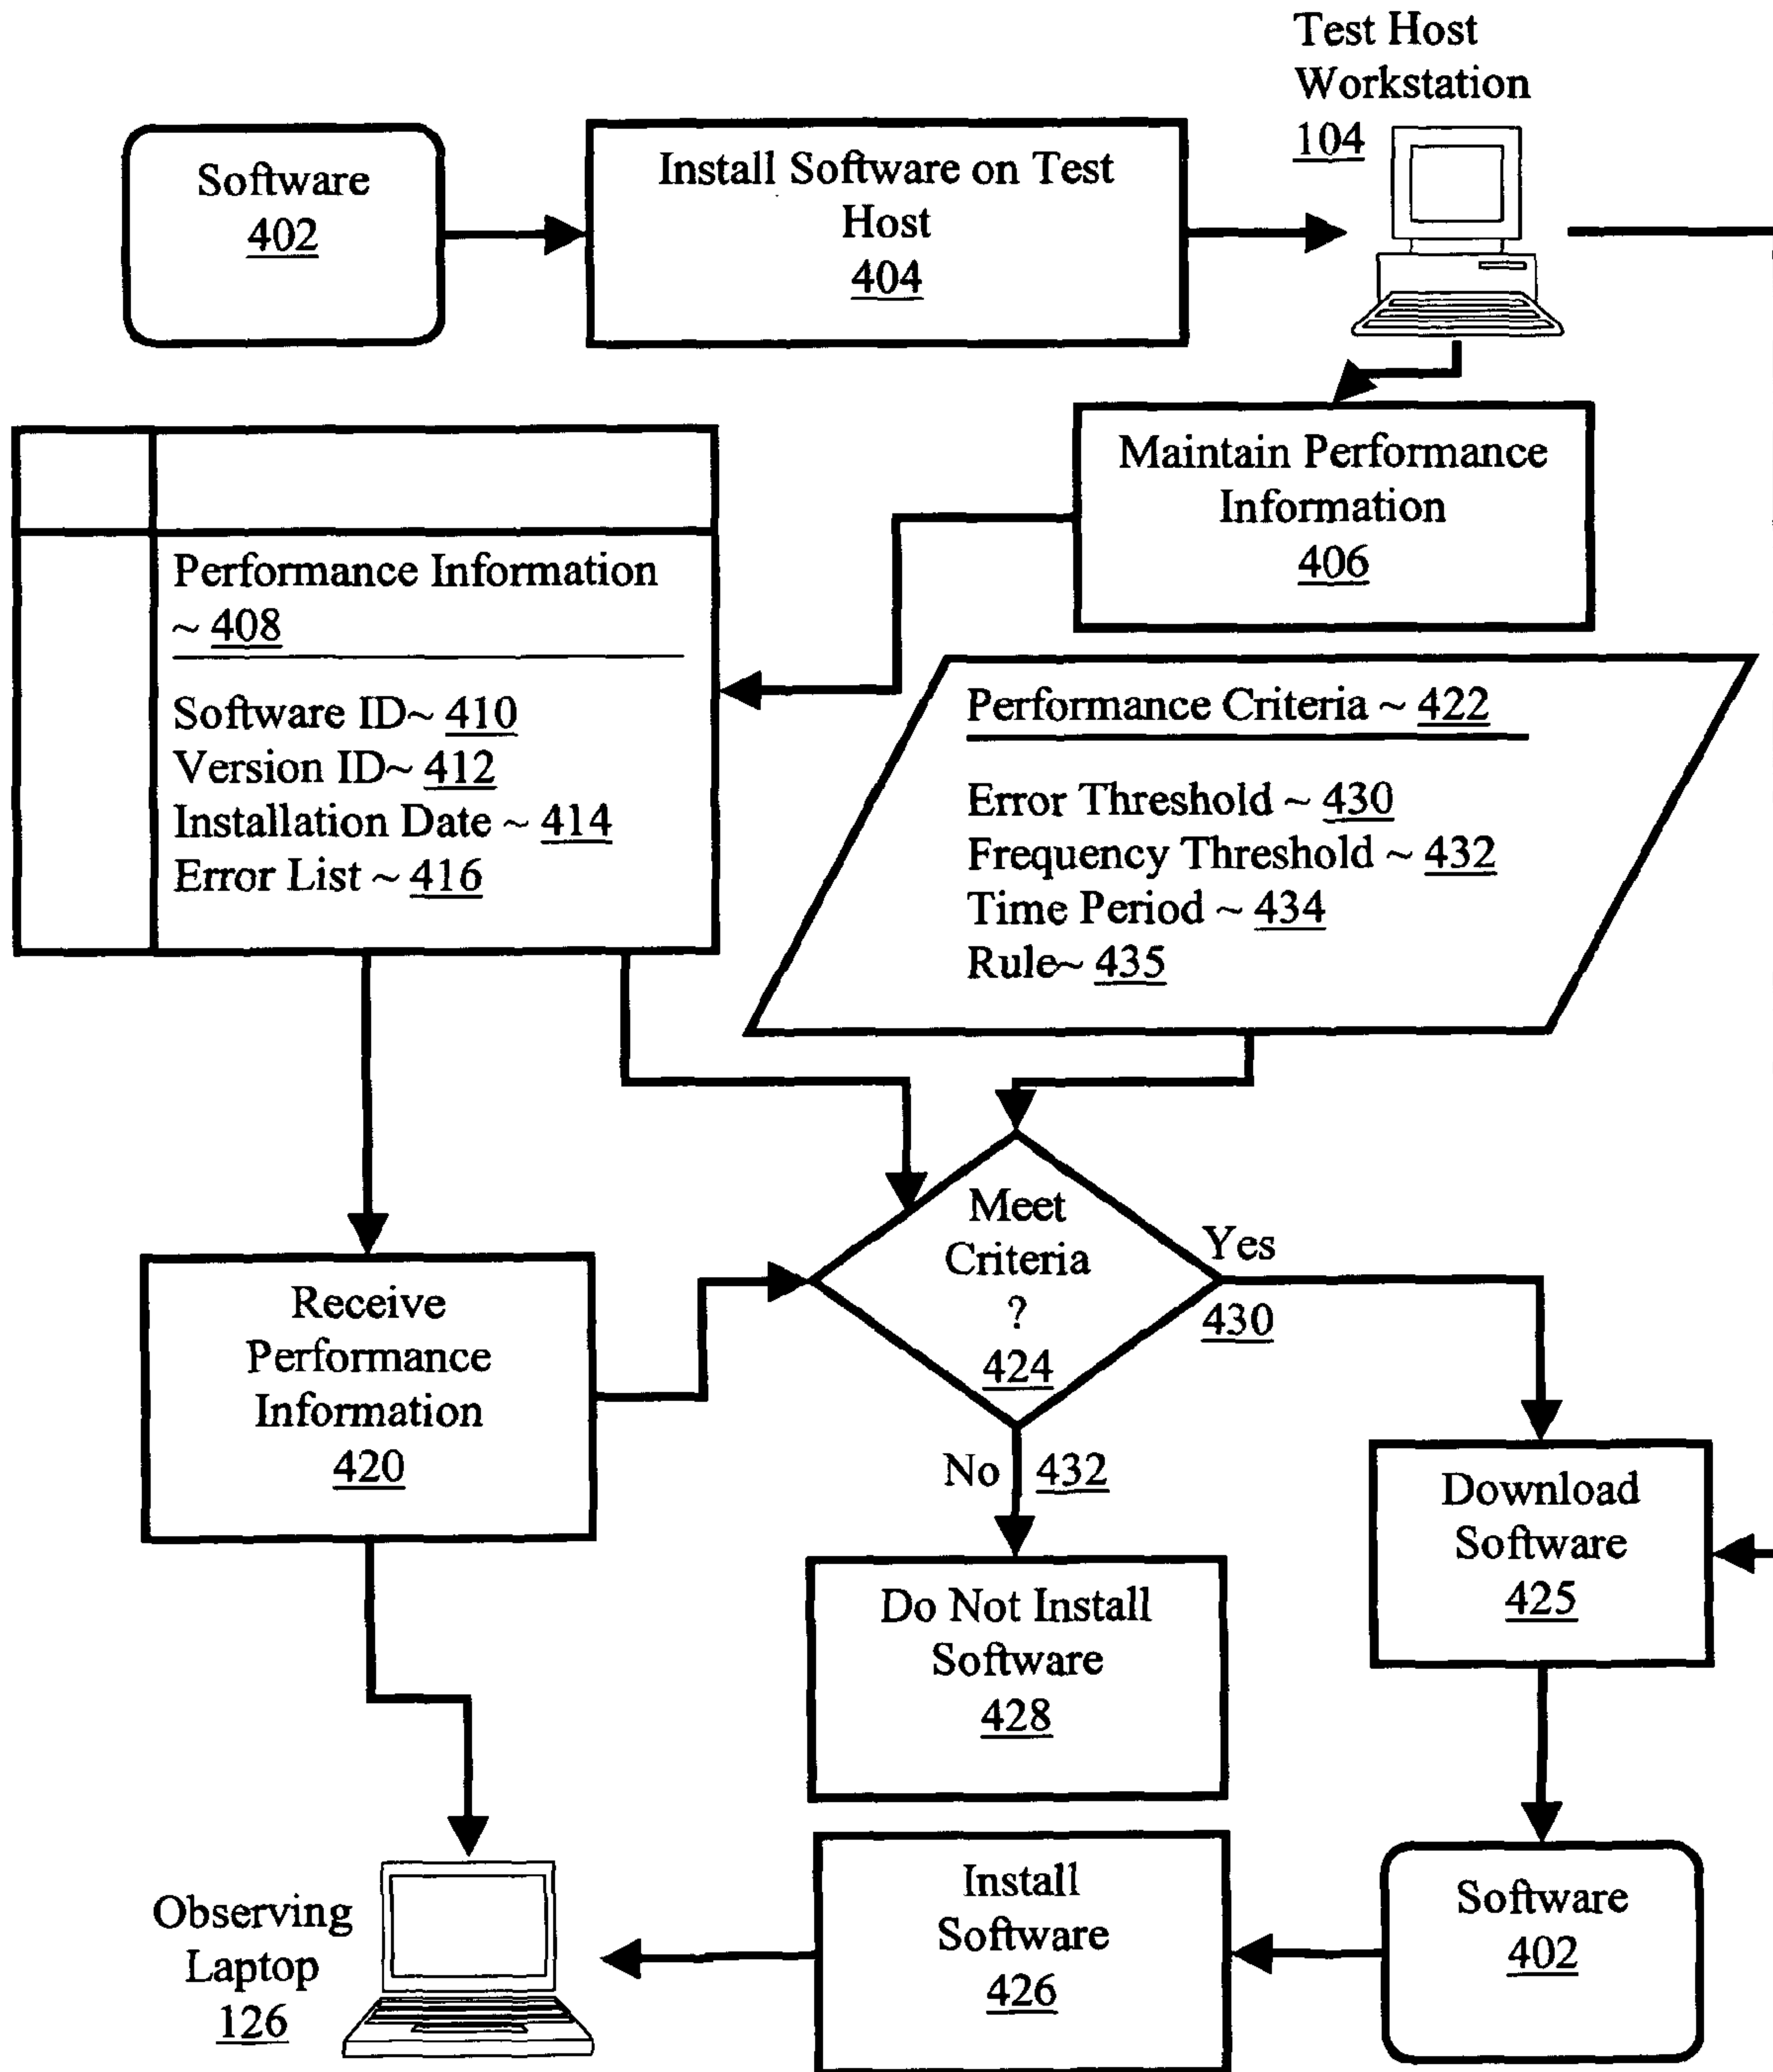 Test Host
Workstation
104
Software
402
Install Software on Test
Host
404
Maintain Performance
Information
406
Performance Information
~ 408
Software ID~ 410
Version ID~ 412
Installation Date ~ 414
Error List ~ 416
Performance Criteria ~ 422
Error Threshold ~ 430
Frequency Threshold ~ 432
Time Period ~ 434
Rule~ 435
Meet
Criteria
?
424
Yes
430
No
432
Receive
Performance
Information
420
Download
Software
425
Do Not Install
Software
428
Install
Software
426
Software
402
Observing
Laptop
126